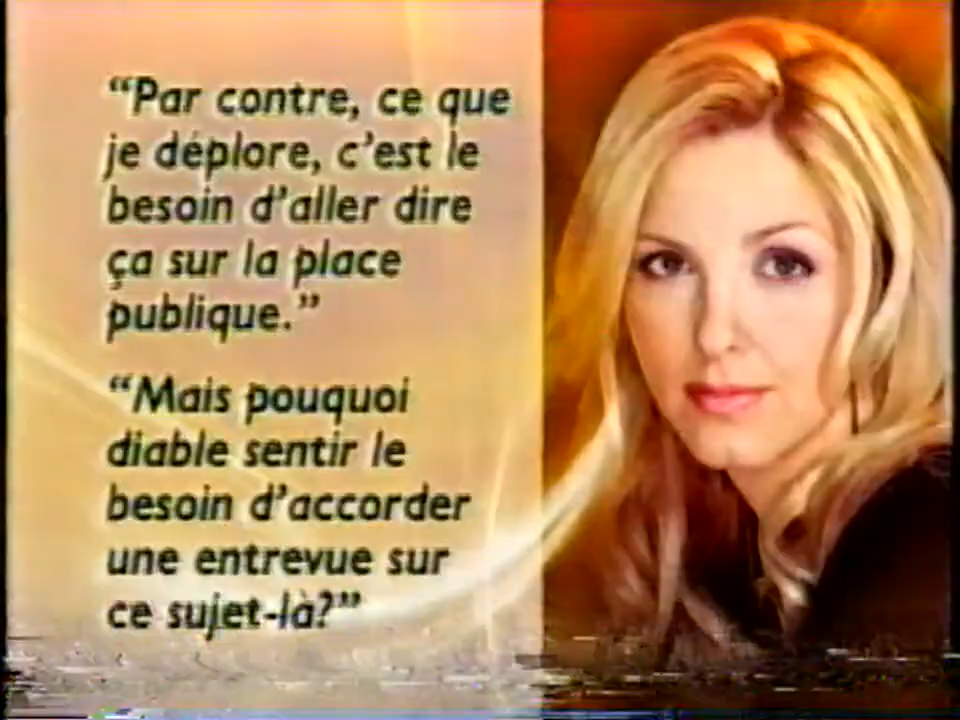 “Par contre, ce que
je déplore, c’est le
besoin d’aller dire
ça sur la place
publique.”
“Mais pouquoi
diable sentir le
besoin d’accorder
une entrevue sur
ce sujet-là?”